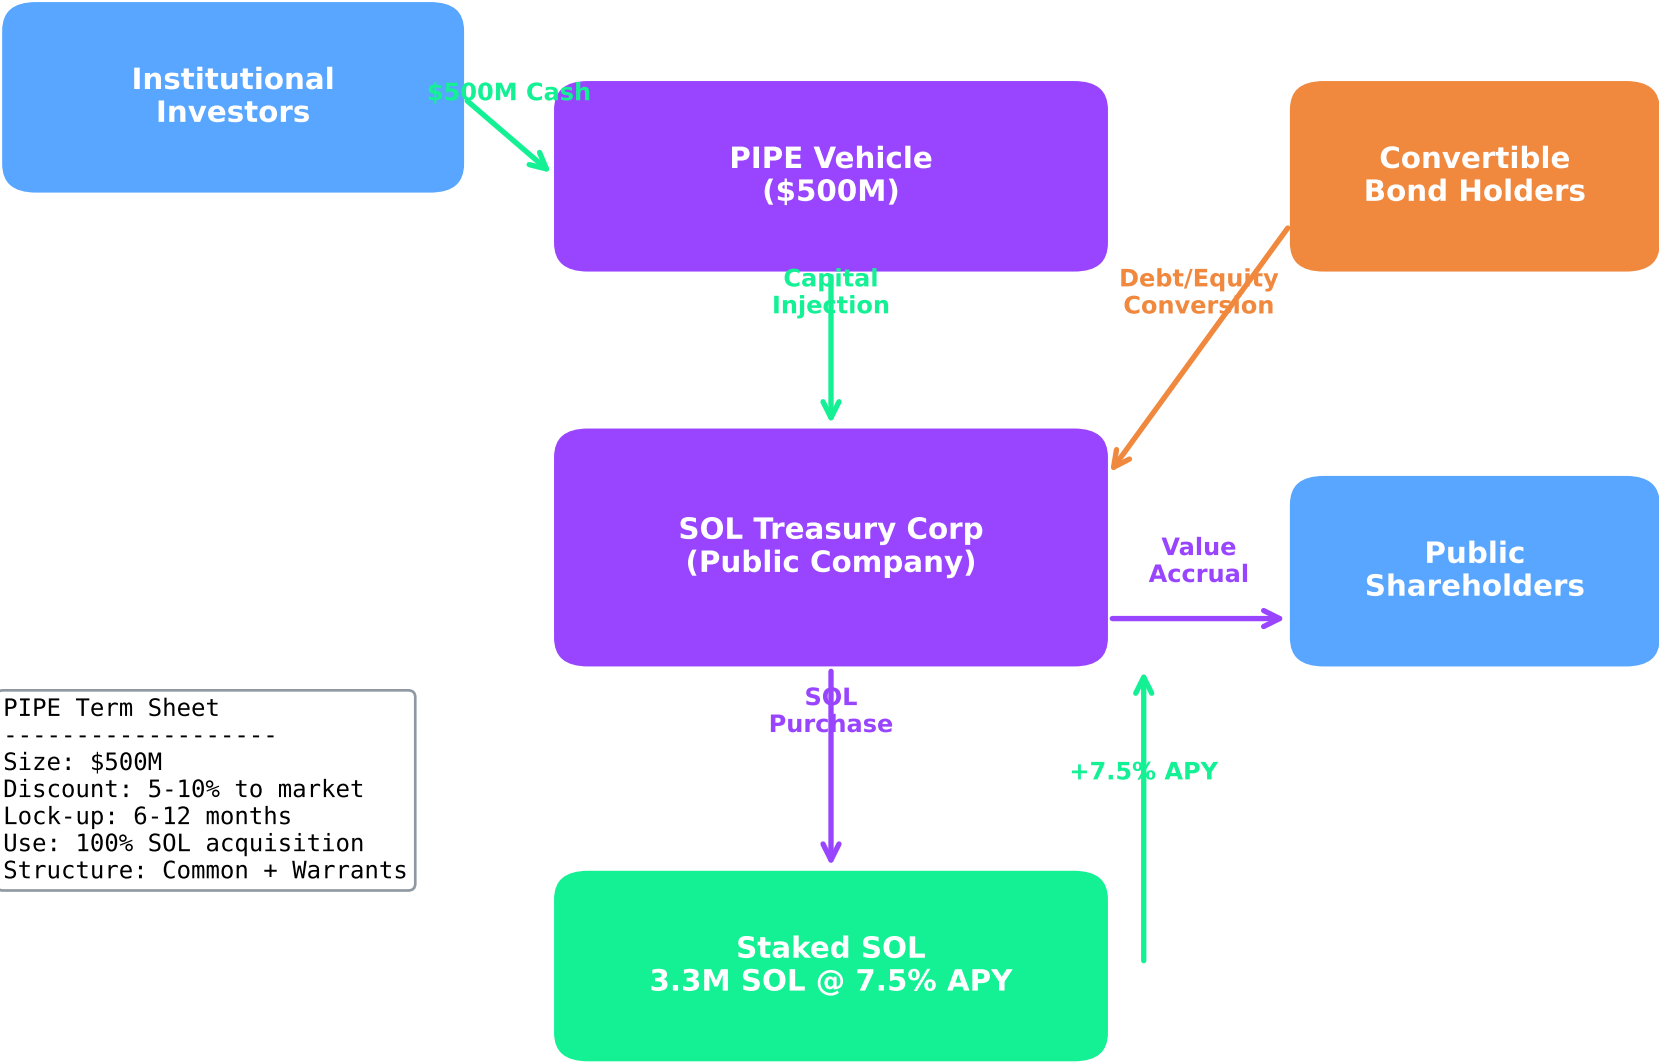 Institutional
Investors
$500M Cash
PIPE Vehicle
($500M)
Convertible
Bond Holders
Capital
Injection
Debt/Equity
Conversion
SOL Treasury Corp
(Public Company)
Value
Accrual
Public
Shareholders
SOL
Purchase
+7.5% APY
PIPE Term Sheet
-------------------
Size: $500M
Discount: 5-10% to market
Lock-up: 6-12 months
Use: 100% SOL acquisition
Structure: Common + Warrants
Staked SOL
3.3M SOL @ 7.5% APY